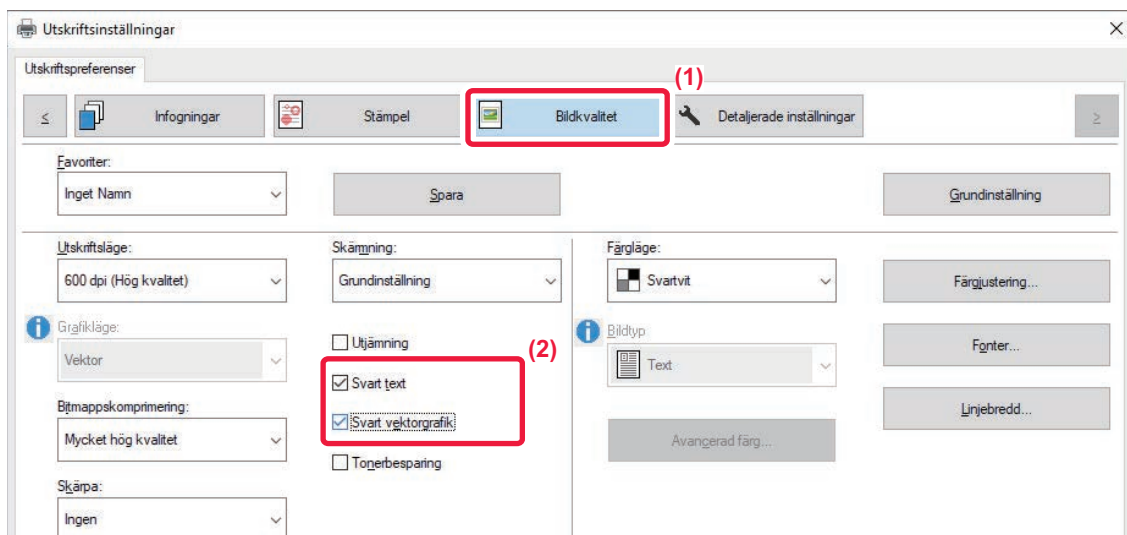 Utskriftsinställningar
Utskriftspreferenser
(1)
< Infogningar Stämpel Bildkvalitet Detaljerade inställningar >
Favoriter:
Inget Namn Spara Grundinställning
Utskriftsläge: Skärmning: Färgläge:
600 dpi (Hög kvalitet) Grundinställning Svartvit Färgjustering...
Grafikläge: Utjämning (2) Bildtyp Fonter...
Vektor Svart text Text
Bitmappskomprimering: Svart vektorgrafik Linjebredd...
Mycket hög kvalitet Tonerbesparing Avancerad färg...
Skärpa:
Ingen